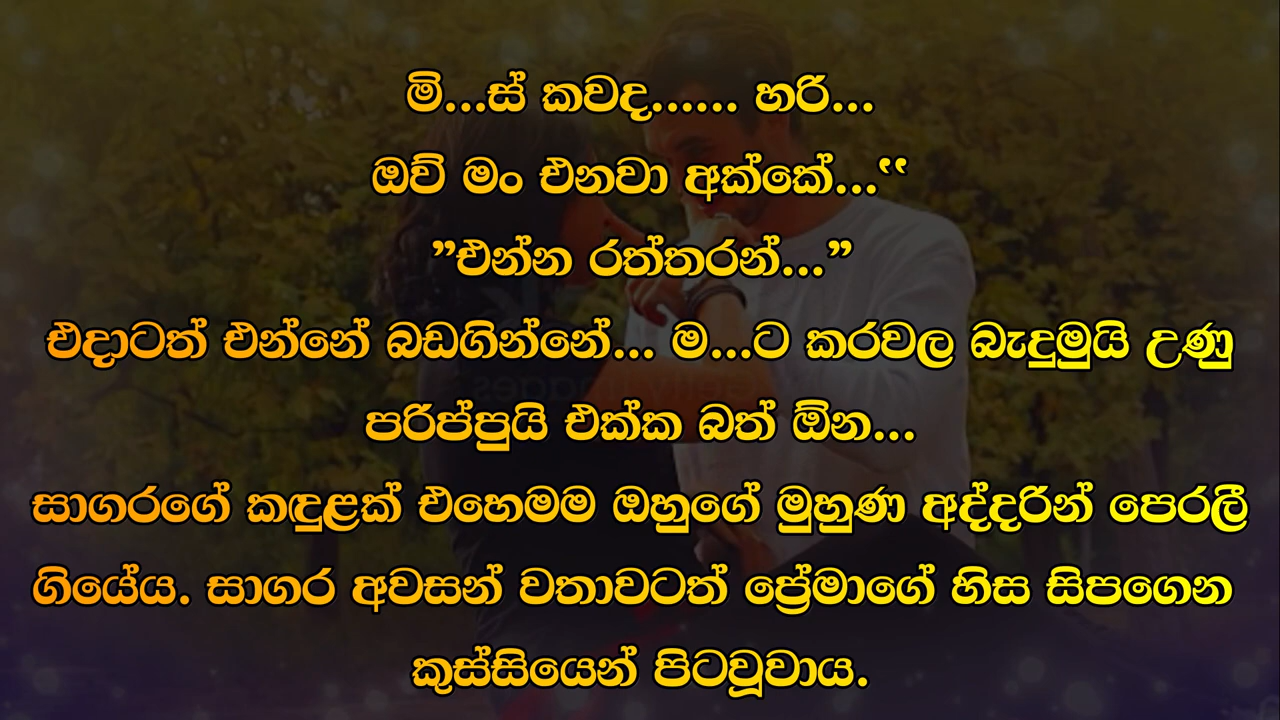 මි...ස් කවද...... හරි...
ඔව් මං එනවා අක්කේ...‟
”එන්න රත්තරන්...”
එදාටත් එන්නේ බඩගින්නේ... ම...ට කරවල බැදුමුයි උණු
පරිප්පුයි එක්ක බත් ඕන...
සාගරගේ කඳුළක් එහෙමම ඔහුගේ මුහුණ අද්දරින් පෙරලී
ගියේය. සාගර අවසන් වතාවටත් ප්‍රේමාගේ හිස සිපගෙන
කුස්සියෙන් පිටවූවාය.